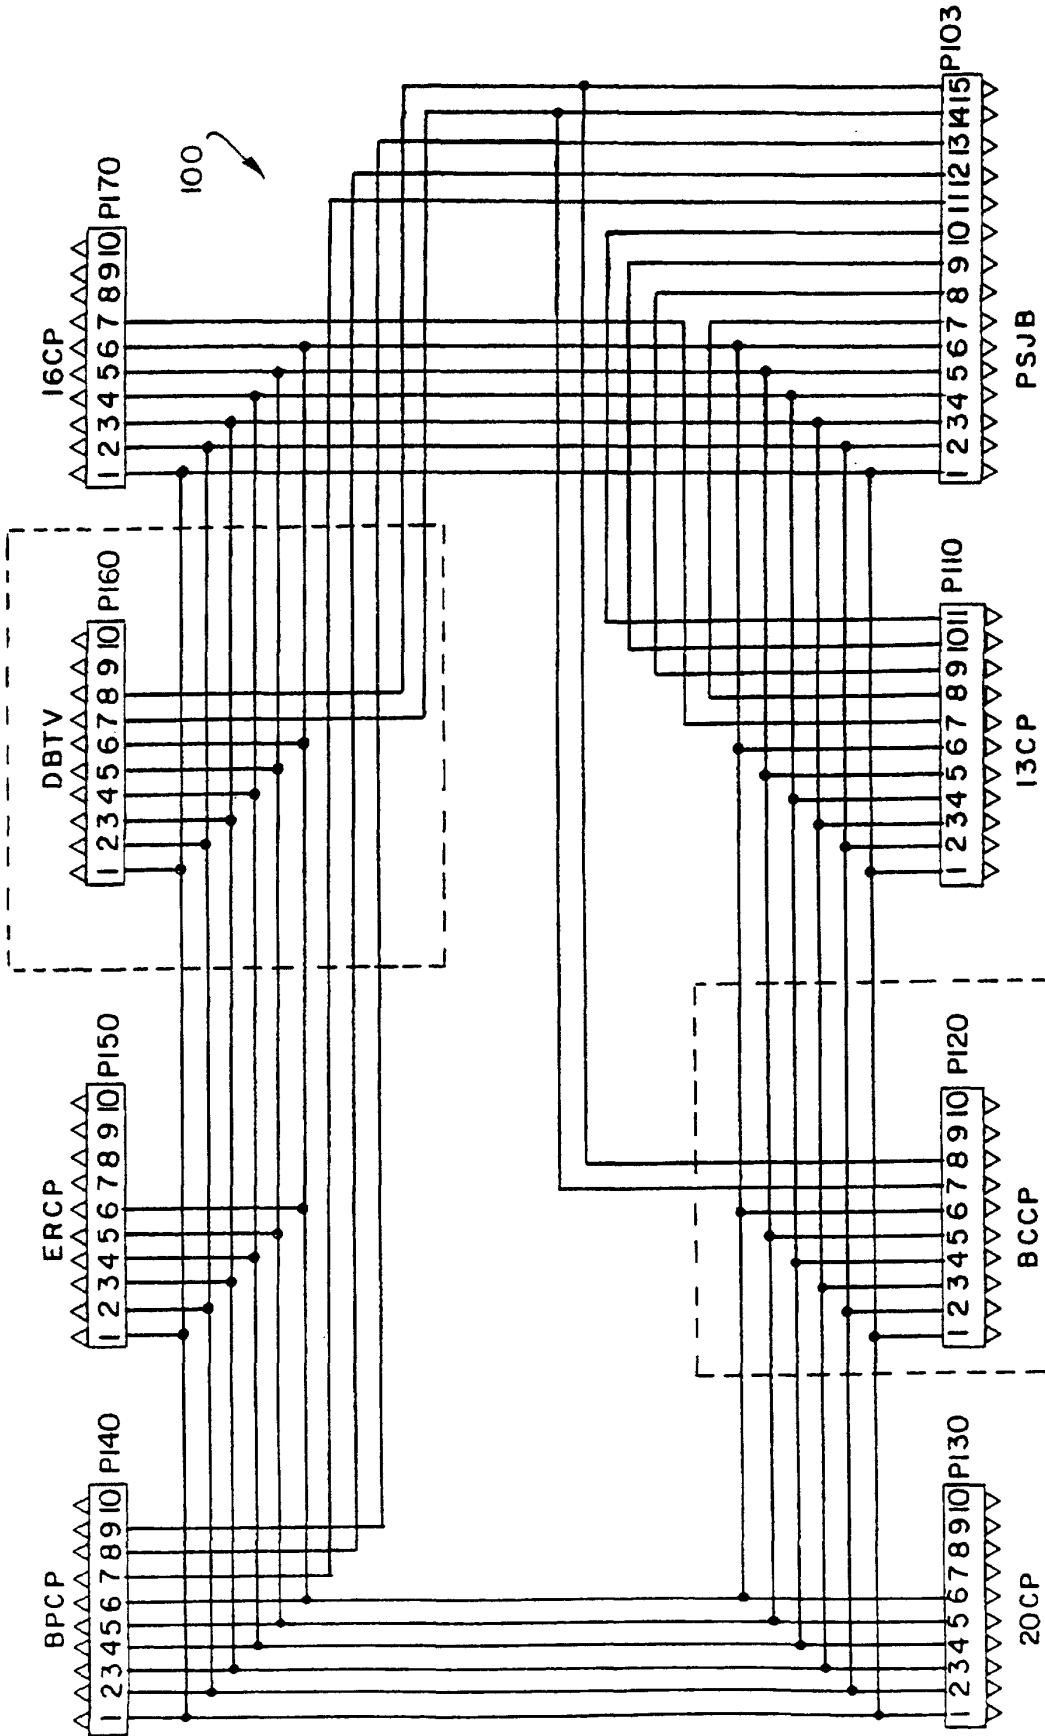 BPCP
1 2 3 4 5 6 7 8 9 10 P140
ERCP
1 2 3 4 5 6 7 8 9 10 P150
DBTV
1 2 3 4 5 6 7 8 9 10 P160
16CP
1 2 3 4 5 6 7 8 9 10 P170
100
1 2 3 4 5 6 7 8 9 10 P130
20CP
1 2 3 4 5 6 7 8 9 10 P120
BCCP
1 2 3 4 5 6 7 8 9 10 11 P110
13CP
1 2 3 4 5 6 7 8 9 10 11 12 13 14 15 P103
PSJB